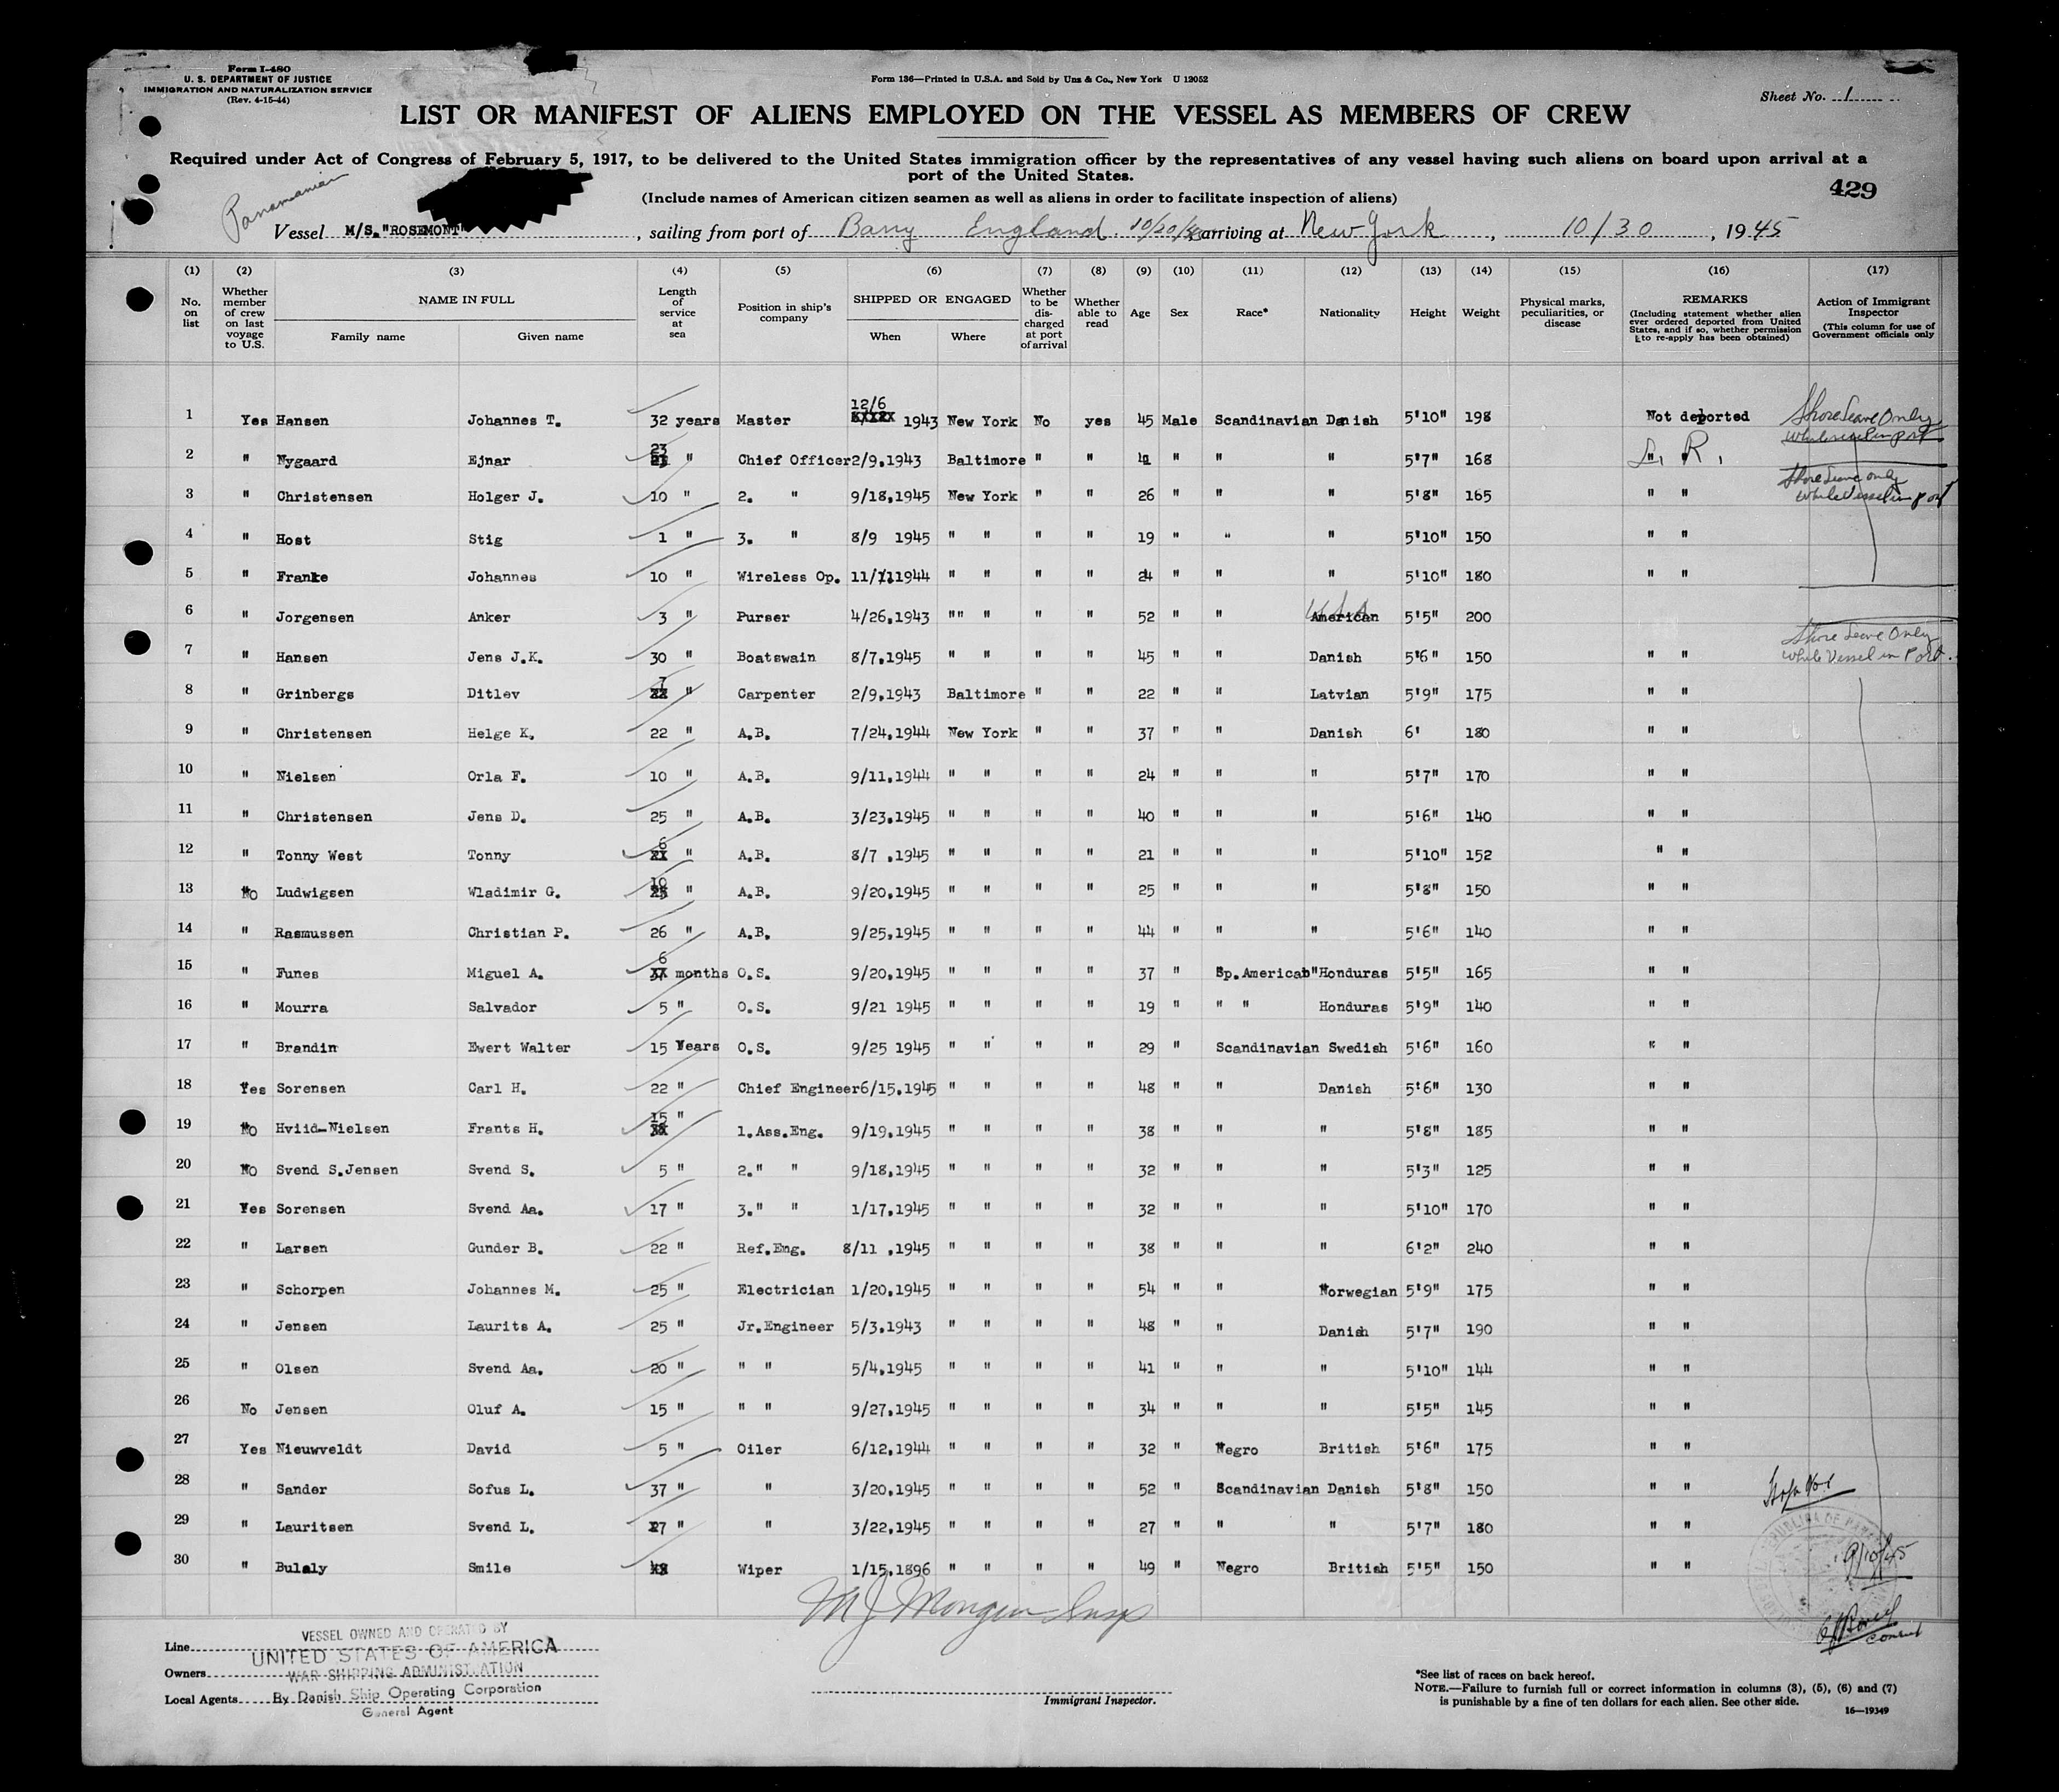 Form I-480
U. S. DEPARTMENT OF JUSTICE
IMMIGRATION AND NATURALIZATION SERVICE
(Rev. 4-15-44)
Form 136—Printed in U.S.A. and Sold by Unz & Co., New York U 12052
Sheet No. 1
LIST OR MANIFEST OF ALIENS EMPLOYED ON THE VESSEL AS MEMBERS OF CREW
Required under Act of Congress of February 5, 1917, to be delivered to the United States immigration officer by the representatives of any vessel having such aliens on board upon arrival at a
port of the United States.
(Include names of American citizen seamen as well as aliens in order to facilitate inspection of aliens)
429
Panamanian
Vessel M/S."ROSEMONT", sailing from port of Barry England. 10/20/45 arriving at New York, 10/30, 1945
(1) (2) (3) (4) (5) (6) (7) (8) (9) (10) (11) (12) (13) (14) (15) (16) (17)
No. on list
Whether member of crew on last voyage to U.S.
NAME IN FULL
Family name
Given name
Length of service at sea
Position in ship's company
SHIPPED OR ENGAGED
When
Where
Whether to be discharged at port of arrival
Whether able to read
Age
Sex
Race*
Nationality
Height
Weight
Physical marks, peculiarities, or disease
REMARKS
(Including statement whether alien ever ordered deported from United States, and if so, whether permission to re-apply has been obtained)
Action of Immigrant Inspector
(This column for use of Government officials only
1 Yes Hansen Johannes T. 32 years Master 12/6 1943 New York No yes 45 Male Scandinavian Danish 5'10" 198 Not deported Shore Leave Only while vessel in port
2 " Nygaard Ejnar 23 " Chief Officer 2/9.1943 Baltimore " " " " " 5'7" 168 " " L. R.
3 " Christensen Holger J. 10 " 2. " 9/18.1945 New York " " 26 " " " 5'8" 165 " " Shore Leave only while Vessel in port
4 " Host Stig 1 " 3. " 8/9 1945 " " " " 19 " " " 5'10" 150 " "
5 " Franke Johannes 10 " Wireless Op. 11/7.1944 " " " " 24 " " " 5'10" 180 " "
6 " Jorgensen Anker 3 " Purser 4/26.1943 "" " " " 52 " " American USA 5'5" 200
7 " Hansen Jens J.K. 30 " Boatswain 8/7.1945 " " " " 45 " " Danish 5'6" 150 " " Shore Leave Only while Vessel in Port.
8 " Grinbergs Ditlev 7 " Carpenter 2/9.1943 Baltimore " " 22 " " Latvian 5'9" 175 " "
9 " Christensen Helge K. 22 " A.B. 7/24.1944 New York " " 37 " " Danish 6' 180 " "
10 " Nielsen Orla F. 10 " A.B. 9/11.1944 " " " " 24 " " " 5'7" 170 " "
11 " Christensen Jens D. 25 " A.B. 3/23.1945 " " " " 40 " " " 5'6" 140 " "
12 " Tonny West Tonny 6 " A.B. 8/7 .1945 " " " " 21 " " " 5'10" 152 " "
13 No Ludwigsen Wladimir G. 10 " A.B. 9/20.1945 " " " " 25 " " " 5'8" 150 " "
14 " Rasmussen Christian P. 26 " A.B. 9/25.1945 " " " " 44 " " " 5'6" 140 " "
15 " Funes Miguel A. 6 months O.S. 9/20.1945 " " " " 37 " Sp.American" Honduras 5'5" 165 " "
16 " Mourra Salvador 5 " O.S. 9/21 1945 " " " " 19 " " " Honduras 5'9" 140 " "
17 " Brandin Ewert Walter 15 Years O.S. 9/25 1945 " " " " 29 " Scandinavian Swedish 5'6" 160 " "
18 Yes Sorensen Carl H. 22 " Chief Engineer 6/15.1945 " " " " 48 " " Danish 5'6" 130 " "
19 No Hviid-Nielsen Frants H. 15 " 1.Ass.Eng. 9/19.1945 " " " " 38 " " " 5'8" 185 " "
20 No Svend S.Jensen Svend S. 5 " 2." " 9/18.1945 " " " " 32 " " " 5'3" 125 " "
21 Yes Sorensen Svend Aa. 17 " 3." " 1/17.1945 " " " " 32 " " " 5'10" 170 " "
22 " Larsen Gunder B. 22 " Ref.Eng. 8/11 .1945 " " " " 38 " " " 6'2" 240 " "
23 " Schorpen Johannes M. 25 " Electrician 1/20.1945 " " " " 54 " " Norwegian 5'9" 175 " "
24 " Jensen Laurits A. 25 " Jr.Engineer 5/3.1943 " " " " 48 " " Danish 5'7" 190 " "
25 " Olsen Svend Aa. 20 " " " 5/4.1945 " " " " 41 " " " 5'10" 144 " "
26 No Jensen Oluf A. 15 " " " 9/27.1945 " " " " 34 " " " 5'5" 145 " "
27 Yes Nieuwveldt David 5 " Oiler 6/12.1944 " " " " 32 " Negro British 5'6" 175 " "
28 " Sander Sofus L. 37 " " 3/20.1945 " " " " 52 " Scandinavian Danish 5'8" 150 " "
29 " Lauritsen Svend L. 27 " " 3/22.1945 " " " " 27 " " " 5'7" 180 " "
30 " Bulaly Smile Wiper 1/15.1896 " " " " 49 " Negro British 5'5" 150 " "
Line
Owners
Local Agents
VESSEL OWNED AND OPERATED BY
UNITED STATES OF AMERICA
WAR SHIPPING ADMINISTRATION
By Danish Ship Operating Corporation
General Agent
Immigrant Inspector.
Consul
*See list of races on back hereof.
NOTE.—Failure to furnish full or correct information in columns (3), (5), (6) and (7)
is punishable by a fine of ten dollars for each alien. See other side.
16—19349